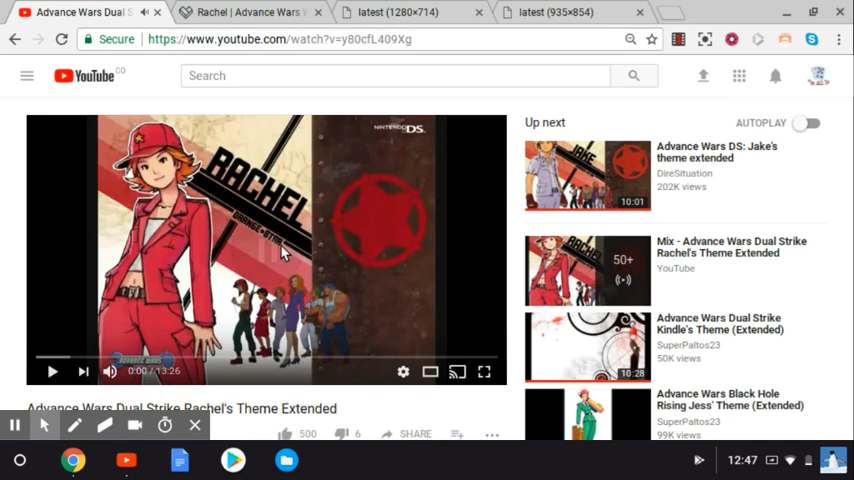 Advance Wars Dual S
Rachel | Advance Wars
latest (1280×714)
latest (935×854)
Secure
https://www.youtube.com/watch?v=y80cfL409Xg
YouTube CO
Search
NINTENDO DS
RACHEL
ORANGE★STAR
ADVANCE WARS
0:00 / 13:26
Advance Wars Dual Strike Rachel's Theme Extended
500
6
SHARE
Up next
AUTOPLAY
JAKE
10:01
Advance Wars DS: Jake's
theme extended
DireSituation
202K views
RACHEL
50+
Mix - Advance Wars Dual Strike
Rachel's Theme Extended
YouTube
10:28
Advance Wars Dual Strike
Kindle's Theme (Extended)
SuperPaltos23
50K views
Advance Wars Black Hole
Rising Jess' Theme (Extended)
SuperPaltos23
99K views
12:47